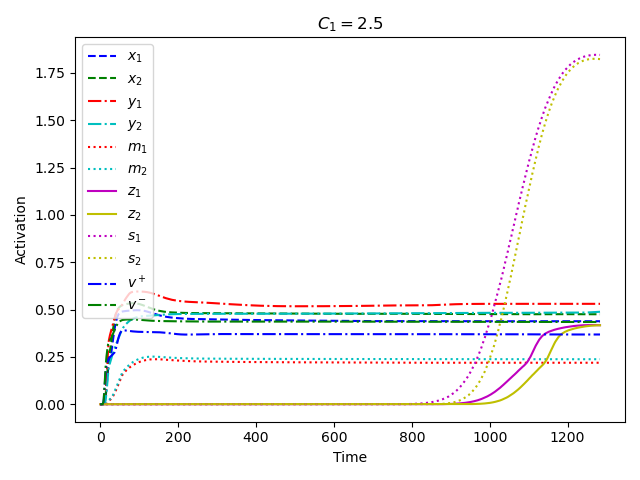 C₁ = 2.5
x₁
x₂
y₁
y₂
m₁
m₂
z₁
z₂
s₁
s₂
v⁺
v⁻
Activation
1.75
1.50
1.25
1.00
0.75
0.50
0.25
0.00
0 200 400 600 800 1000 1200
Time